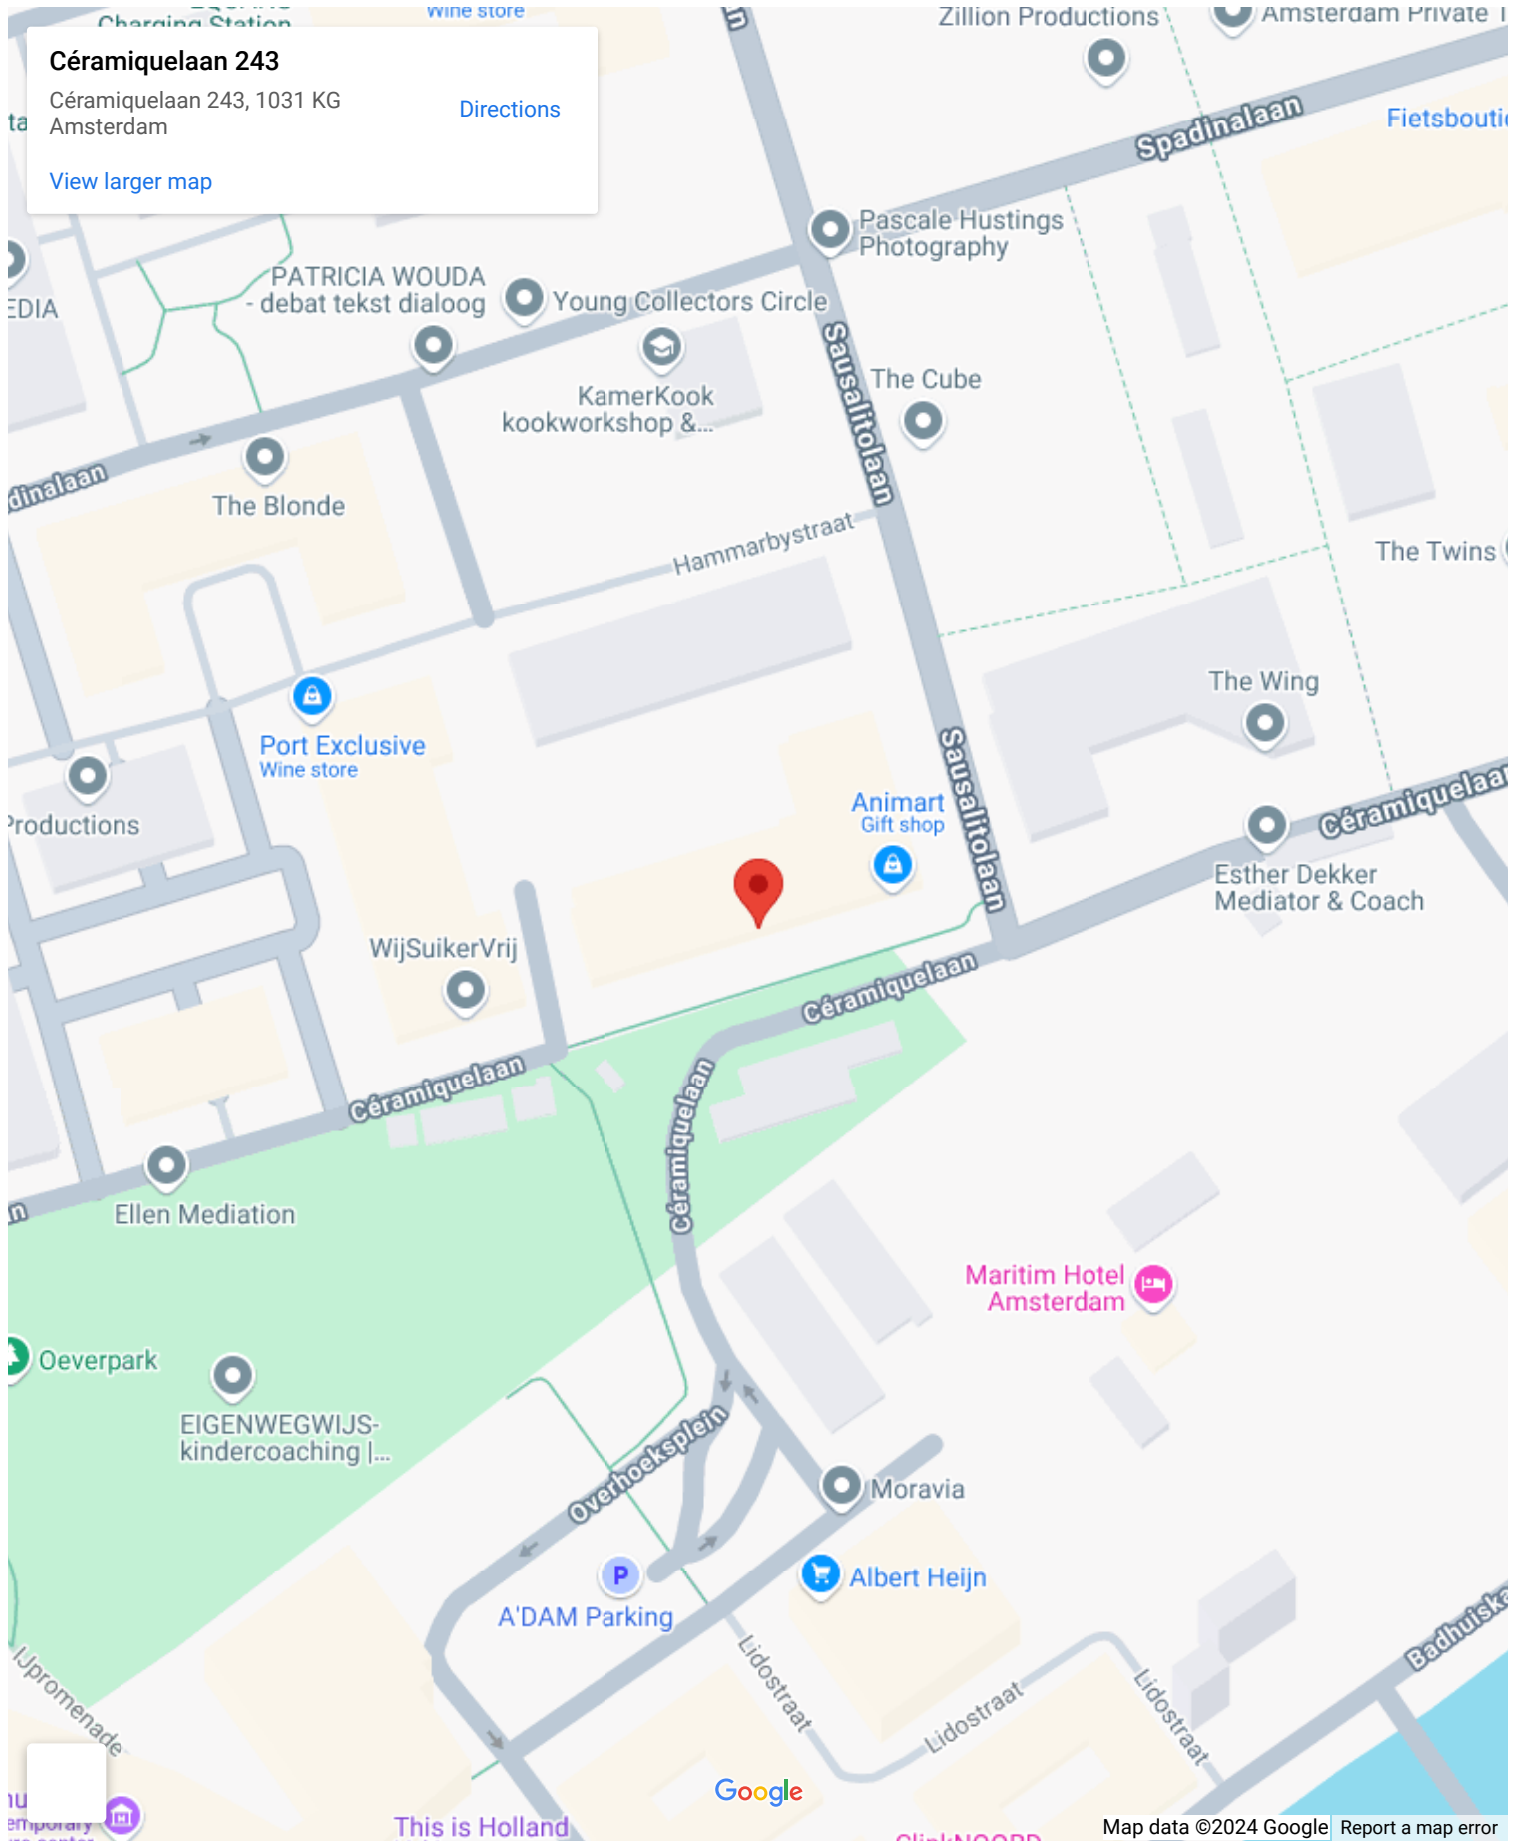 Charging Station
Wine store
Zillion Productions
Amsterdam Private T
Céramiquelaan 243
Céramiquelaan 243, 1031 KG
Amsterdam
Directions
View larger map
Spadinalaan
Fietsboutic
Pascale Hustings
Photography
EDIA
PATRICIA WOUDA
- debat tekst dialoog
Young Collectors Circle
KamerKook
kookworkshop &...
Sausalitolaan
The Cube
dinalaan
The Blonde
Hammarbystraat
The Twins
The Wing
Port Exclusive
Wine store
Sausalitolaan
Animart
Gift shop
Productions
Céramiquelaan
Esther Dekker
Mediator & Coach
WijSuikerVrij
Céramiquelaan
Céramiquelaan
Céramiquelaan
Ellen Mediation
Maritim Hotel
Amsterdam
Oeverpark
EIGENWEGWIJS-
kindercoaching |...
Overhoeksplein
Moravia
P
A'DAM Parking
Albert Heijn
IJpromenade
Lidostraat
Lidostraat
Lidostraat
Badhuiska
Google
This is Holland
ClinkNOORD
Map data ©2024 Google
Report a map error